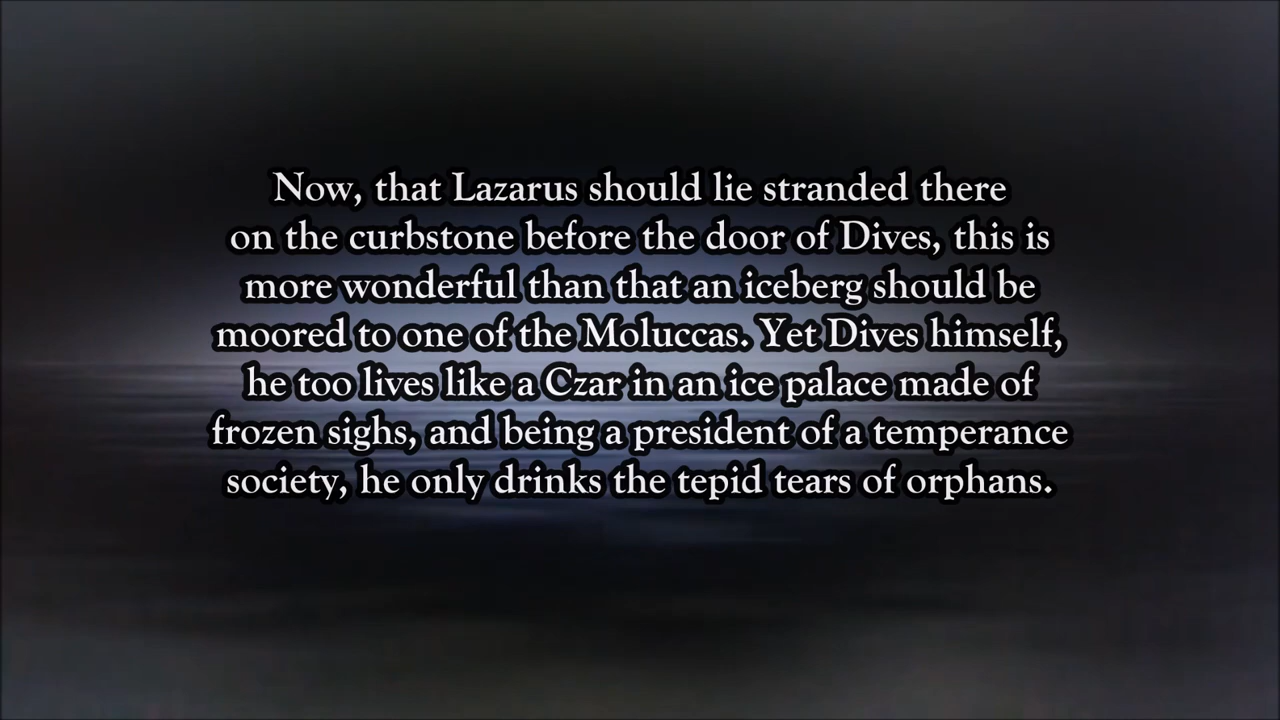 Now, that Lazarus should lie stranded there
on the curbstone before the door of Dives, this is
more wonderful than that an iceberg should be
moored to one of the Moluccas. Yet Dives himself,
he too lives like a Czar in an ice palace made of
frozen sighs, and being a president of a temperance
society, he only drinks the tepid tears of orphans.